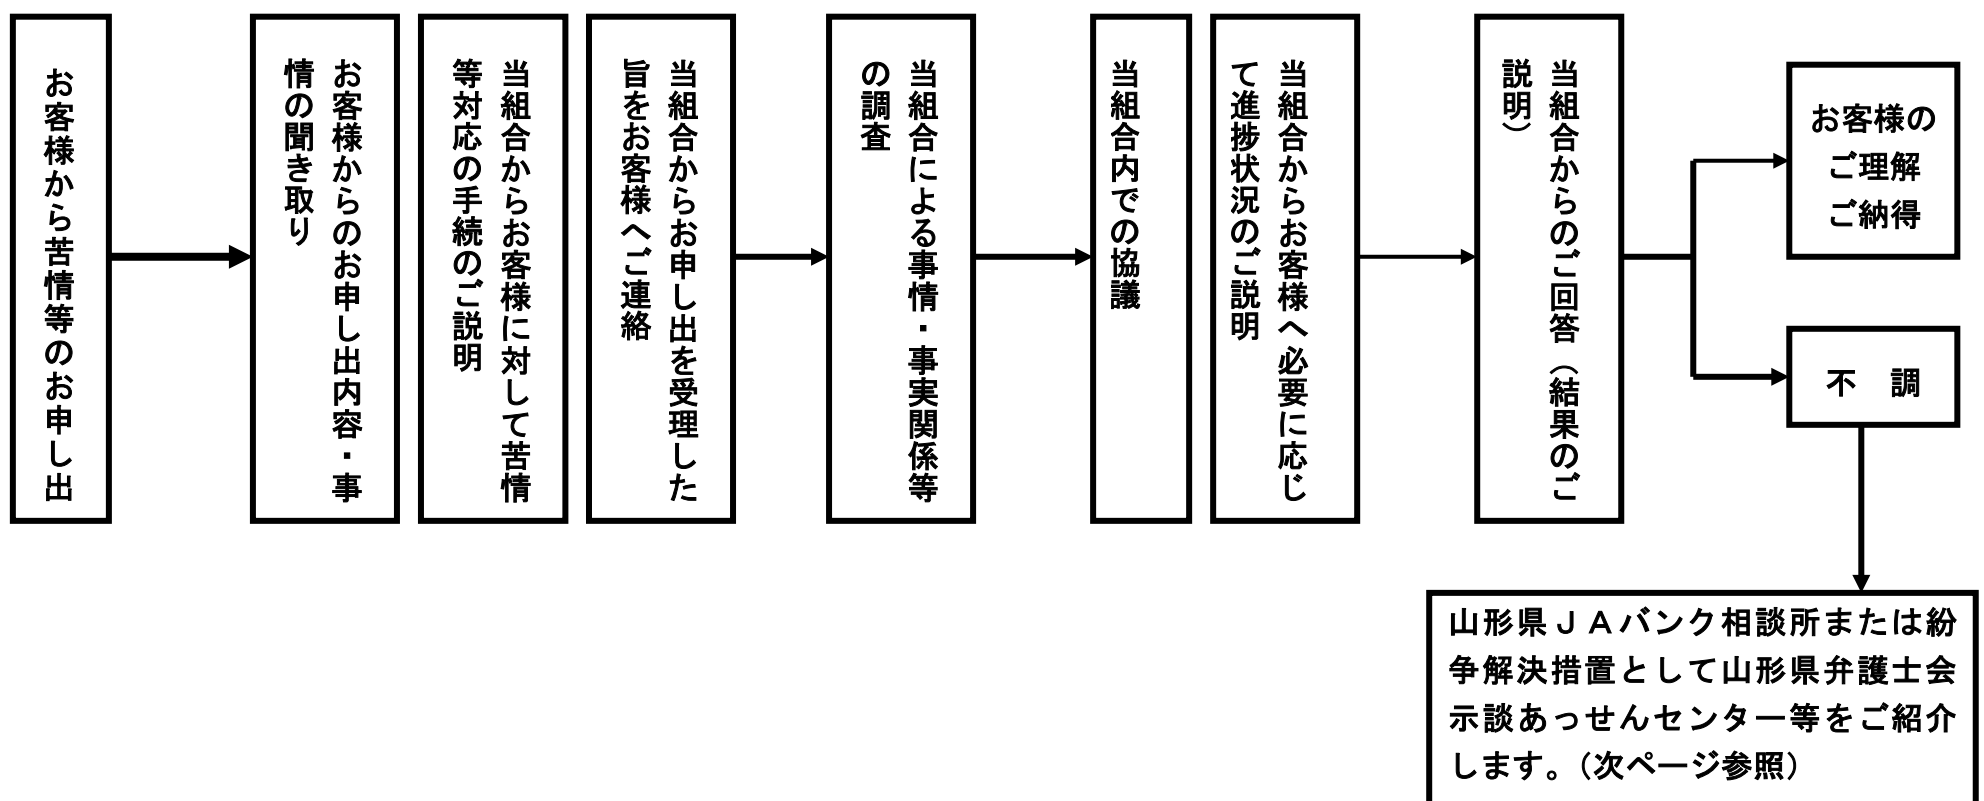 お客様から苦情等のお申し出
お客様からのお申し出内容・事
情の聞き取り
当組合からお客様に対して苦情
等対応の手続のご説明
当組合からお申し出を受理した
旨をお客様へご連絡
当組合による事情・事実関係等
の調査
当組合内での協議
当組合からお客様へ必要に応じ
て進捗状況のご説明
当組合からのご回答（結果のご
説明）
お客様の
ご理解
ご納得
不　調
山形県ＪＡバンク相談所または紛
争解決措置として山形県弁護士会
示談あっせんセンター等をご紹介
します。（次ページ参照）